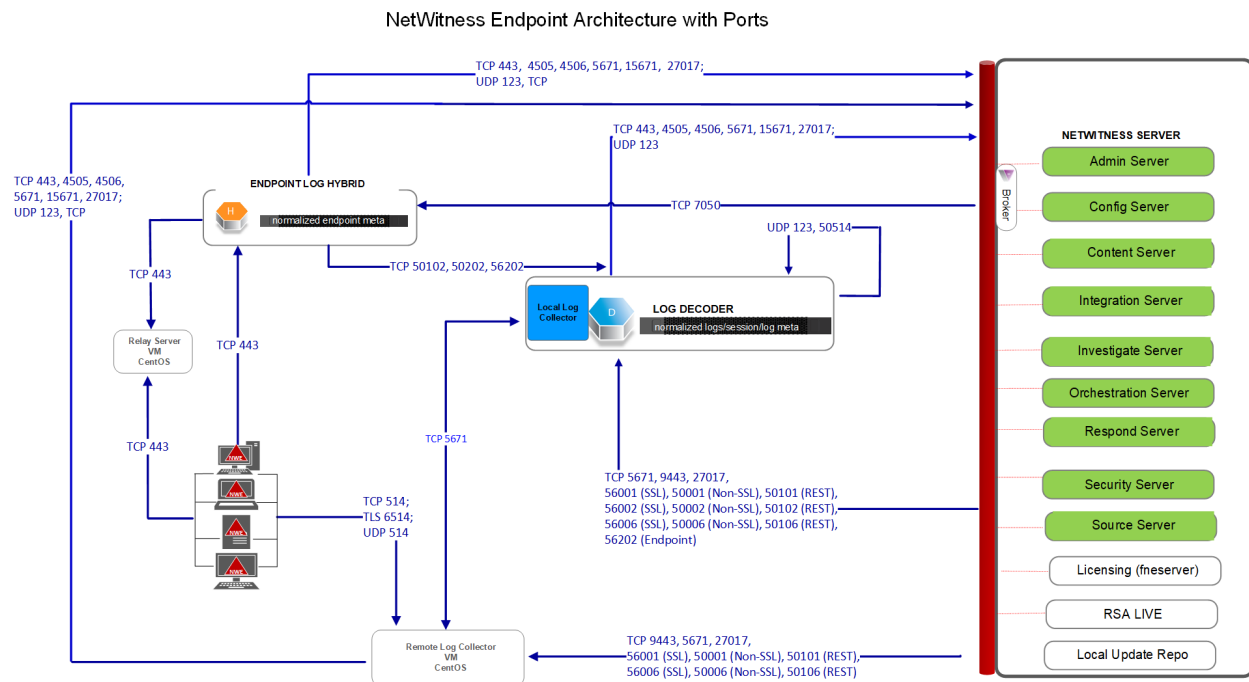 NetWitness Endpoint Architecture with Ports
TCP 443, 4505, 4506, 5671, 15671, 27017;
UDP 123, TCP
TCP 443, 4505, 4506, 5671, 15671, 27017;
UDP 123
NETWITNESS SERVER
Admin Server
TCP 443, 4505, 4506,
5671, 15671, 27017;
UDP 123, TCP
ENDPOINT LOG HYBRID
H
normalized endpoint meta
TCP 7050
Broker
Config Server
UDP 123, 50514
Content Server
TCP 443
TCP 50102, 50202, 56202
Integration Server
Local Log
Collector
D
LOG DECODER
normalized logs/session/log meta
Relay Server
VM
CentOS
TCP 443
Investigate Server
Orchestration Server
Respond Server
TCP 443
TCP 5671
NWE
NWE
NWE
NWE
TCP 514;
TLS 6514;
UDP 514
TCP 5671, 9443, 27017,
56001 (SSL), 50001 (Non-SSL), 50101 (REST),
56002 (SSL), 50002 (Non-SSL), 50102 (REST),
56006 (SSL), 50006 (Non-SSL), 50106 (REST),
56202 (Endpoint)
Security Server
Source Server
Licensing (fneserver)
RSA LIVE
Remote Log Collector
VM
CentOS
TCP 9443, 5671, 27017,
56001 (SSL), 50001 (Non-SSL), 50101 (REST)
56006 (SSL), 50006 (Non-SSL), 50106 (REST)
Local Update Repo